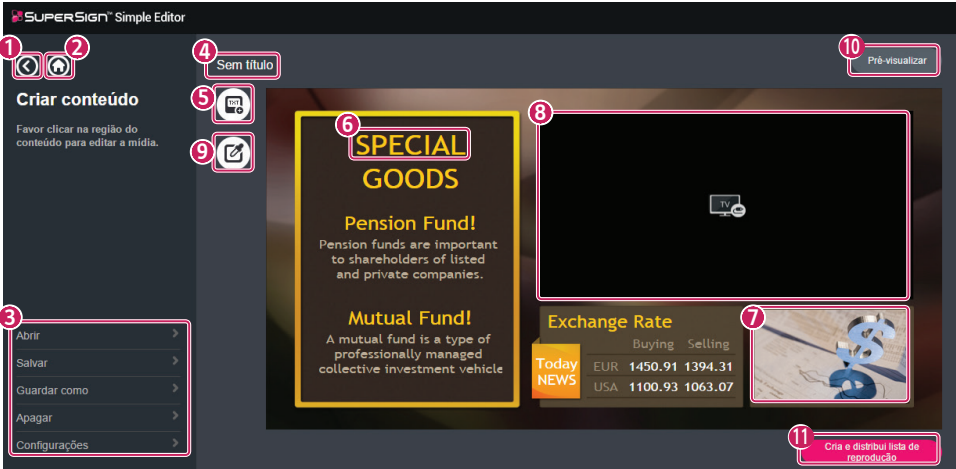 SUPERSIGN™ Simple Editor
1
2
Criar conteúdo
Favor clicar na região do
conteúdo para editar a mídia.
3
Abrir
Salvar
Guardar como
Apagar
Configurações
4
Sem título
5
TXT
9
10
Pré-visualizar
6
SPECIAL
GOODS
Pension Fund!
Pension funds are important
to shareholders of listed
and private companies.
Mutual Fund!
A mutual fund is a type of
professionally managed
collective investment vehicle
8
TV
Exchange Rate
Buying Selling
Today
NEWS
EUR 1450.91 1394.31
USA 1100.93 1063.07
7
11
Cria e distribui lista de
reprodução